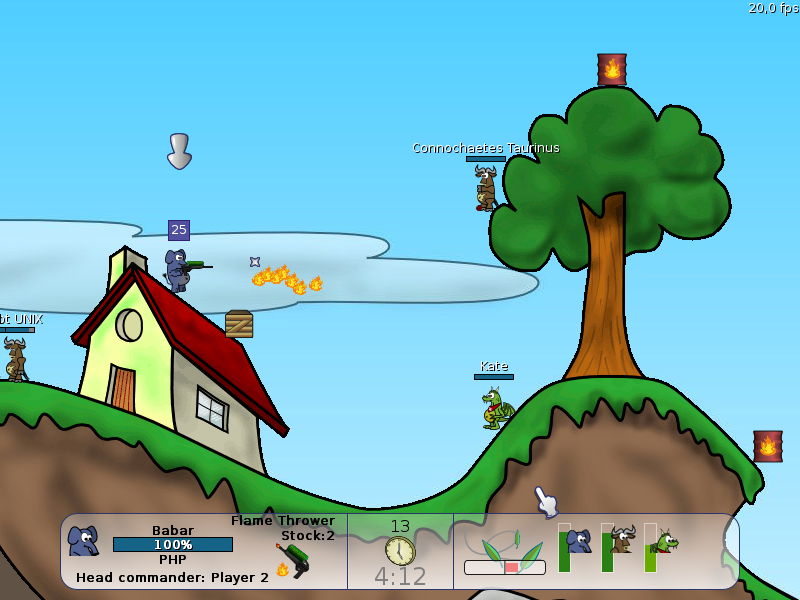 20,0 fps
Connochaetes Taurinus
25
UNIX
Kate
Flame Thrower
Babar
Stock:2
100%
PHP
Head commander: Player 2
13
4:12